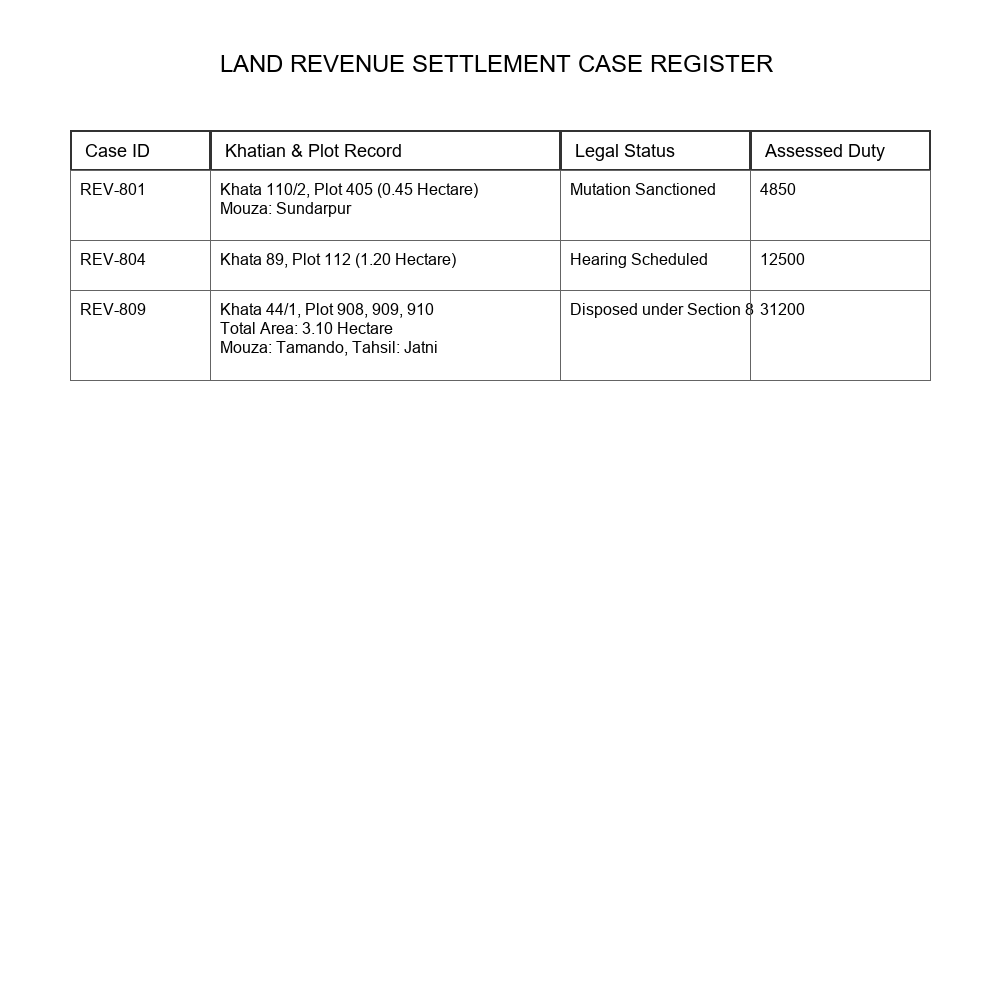 LAND REVENUE SETTLEMENT CASE REGISTER
Case ID Khatian & Plot Record Legal Status Assessed Duty
REV-801 Khata 110/2, Plot 405 (0.45 Hectare) Mutation Sanctioned 4850
Mouza: Sundarpur
REV-804 Khata 89, Plot 112 (1.20 Hectare) Hearing Scheduled 12500
REV-809 Khata 44/1, Plot 908, 909, 910 Disposed under Section 8 31200
Total Area: 3.10 Hectare
Mouza: Tamando, Tahsil: Jatni